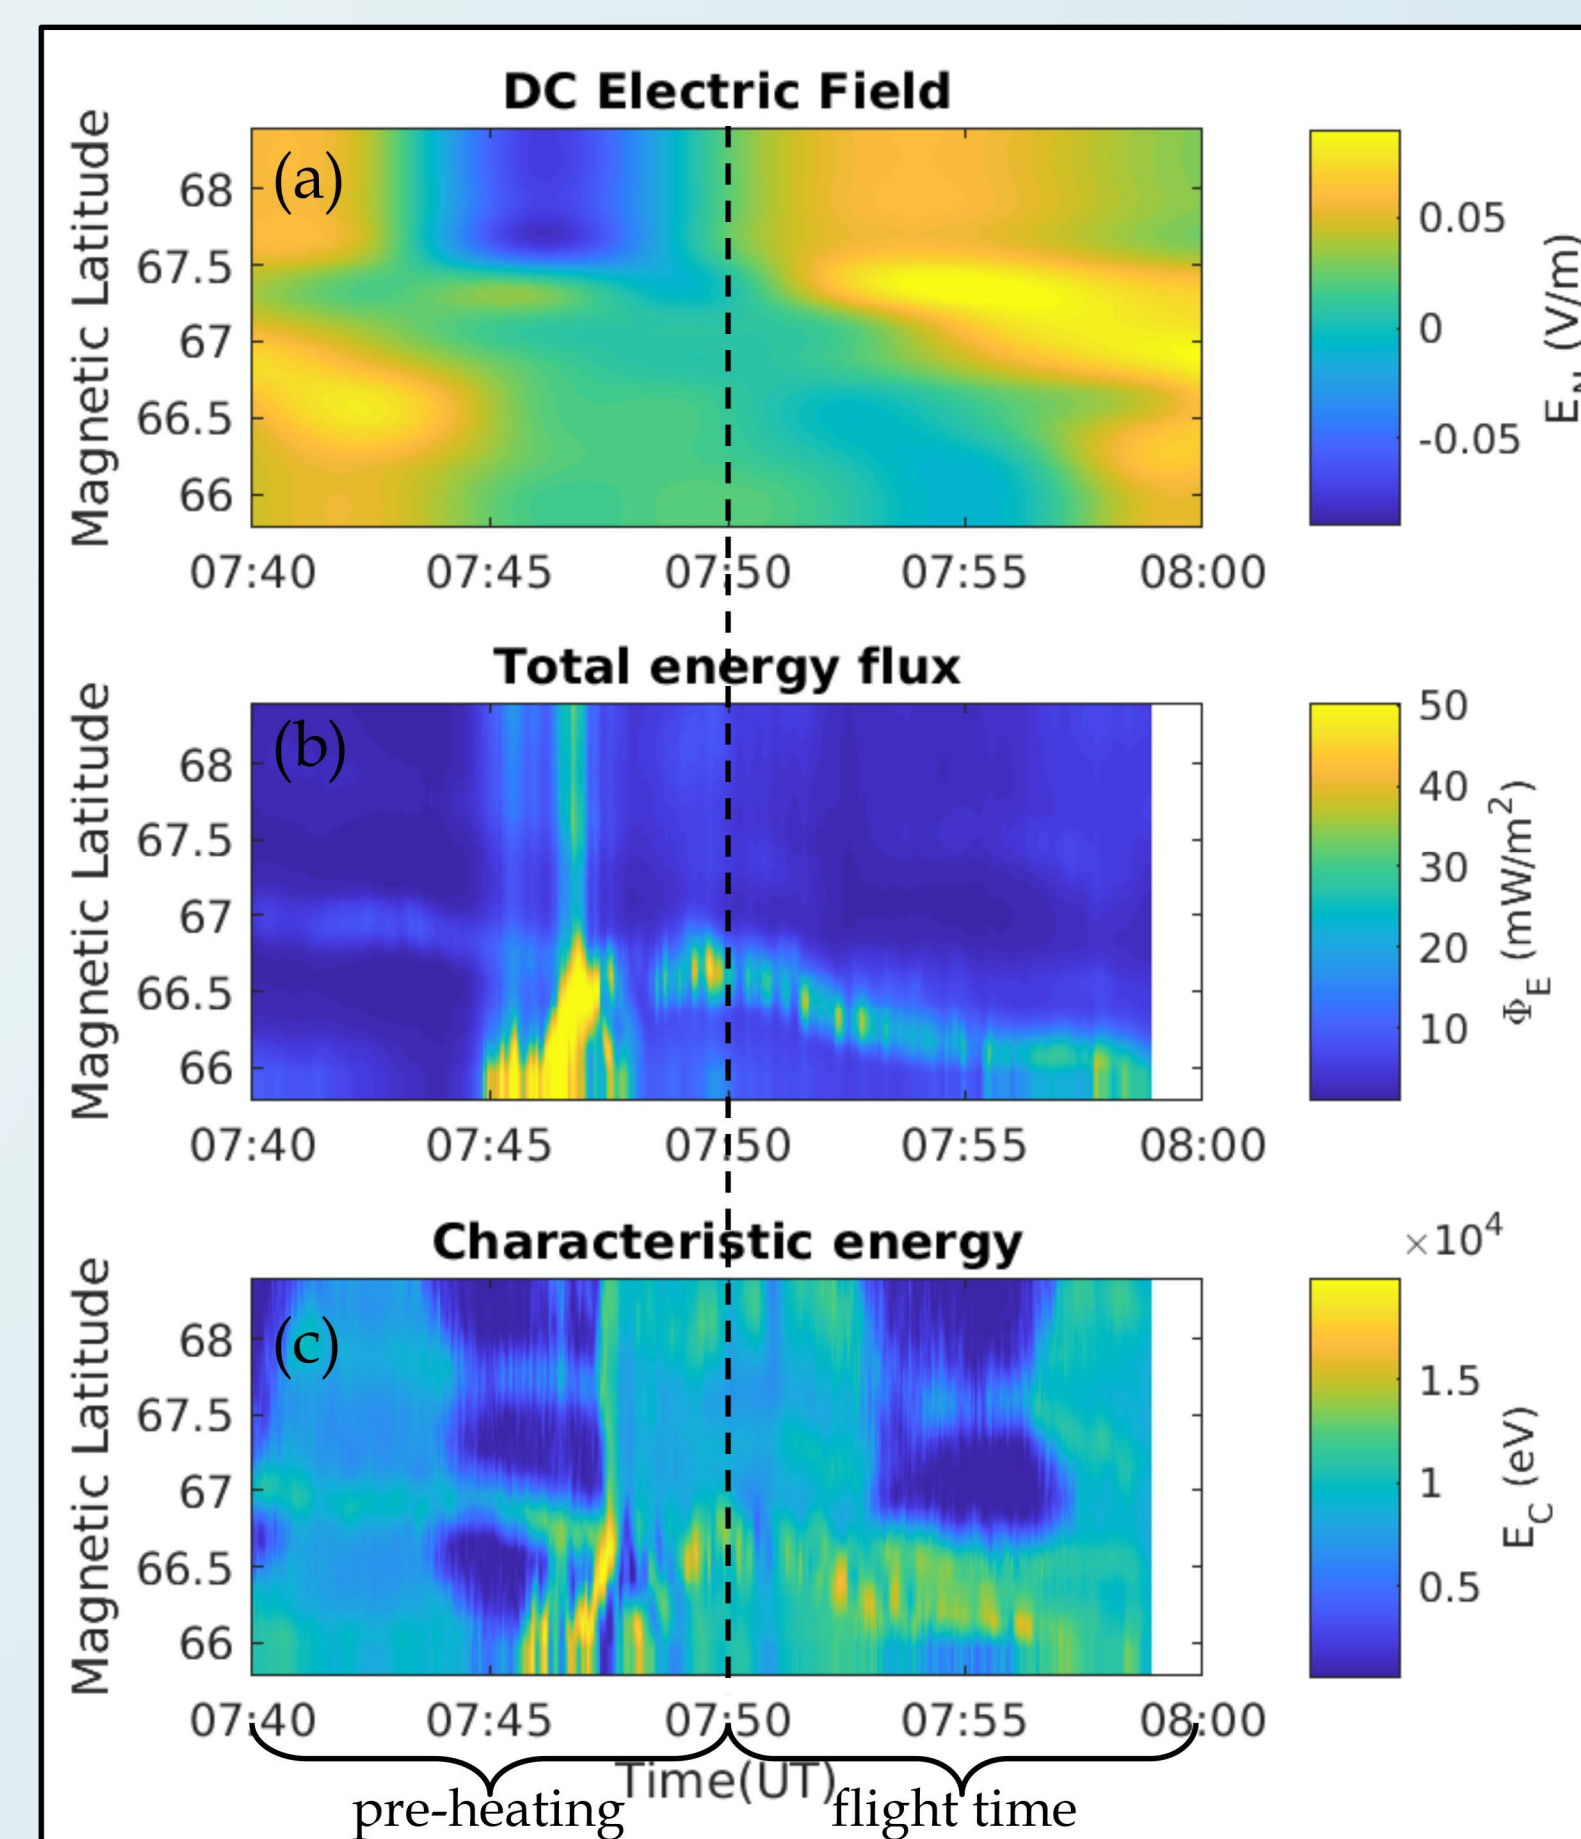 DC Electric Field
(a)
Magnetic Latitude
68
67.5
67
66.5
66
07:40 07:45 07:50 07:55 08:00
0.05
0
-0.05
E_N (V/m)
Total energy flux
(b)
Magnetic Latitude
68
67.5
67
66.5
66
07:40 07:45 07:50 07:55 08:00
50
40
30
20
10
Φ_E (mW/m²)
Characteristic energy
(c)
Magnetic Latitude
68
67.5
67
66.5
66
07:40 07:45 07:50 07:55 08:00
×10⁴
1.5
1
0.5
E_C (eV)
Time(UT)
pre-heating flight time